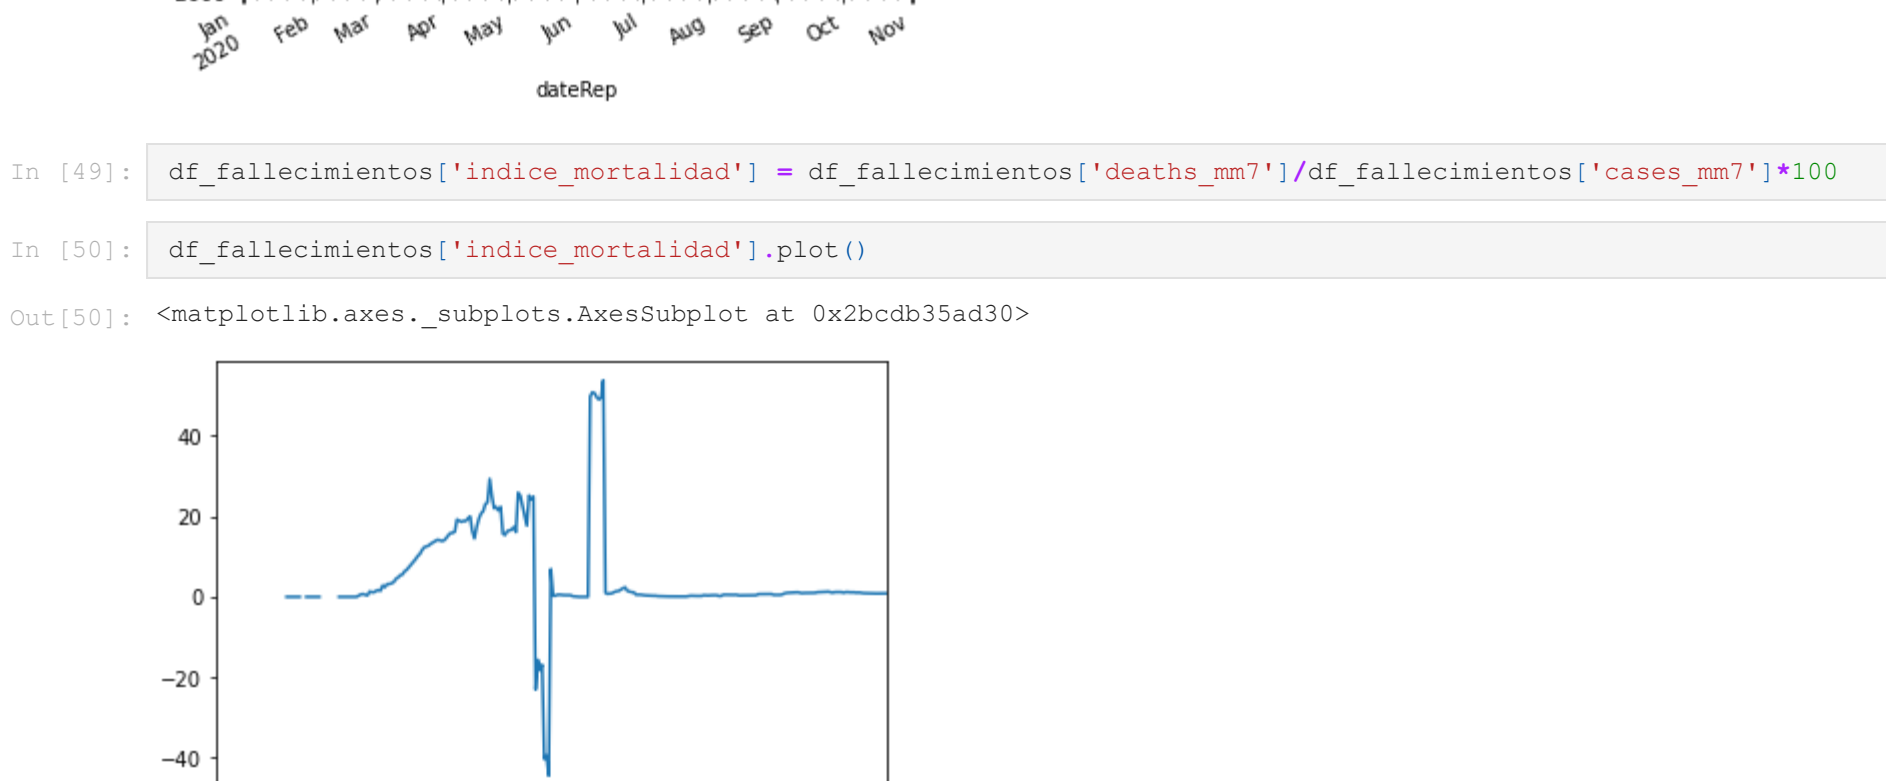 Jan Feb Mar Apr May Jun Jul Aug Sep Oct Nov
2020
dateRep
In [49]: df_fallecimientos['indice_mortalidad'] = df_fallecimientos['deaths_mm7']/df_fallecimientos['cases_mm7']*100
In [50]: df_fallecimientos['indice_mortalidad'].plot()
Out[50]: <matplotlib.axes._subplots.AxesSubplot at 0x2bcdb35ad30>
40
20
0
−20
−40